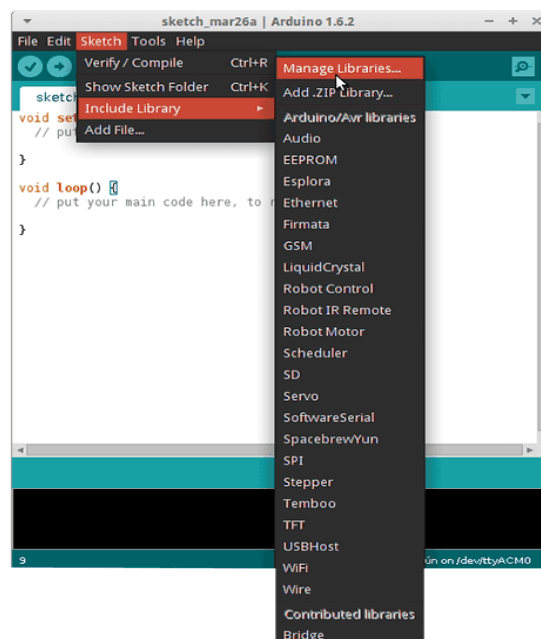 sketch_mar26a | Arduino 1.6.2
File Edit Sketch Tools Help
Verify / Compile Ctrl+R
Show Sketch Folder Ctrl+K
Include Library
Add File...
Manage Libraries...
Add .ZIP Library...
Arduino/Avr libraries
Audio
EEPROM
Esplora
Ethernet
Firmata
GSM
LiquidCrystal
Robot Control
Robot IR Remote
Robot Motor
Scheduler
SD
Servo
SoftwareSerial
SpacebrewYun
SPI
Stepper
Temboo
TFT
USBHost
WiFi
Wire
Contributed libraries
Bridge
sketc
void set
// put
}
void loop() {
// put your main code here, to r
}
9
ún on /dev/ttyACM0